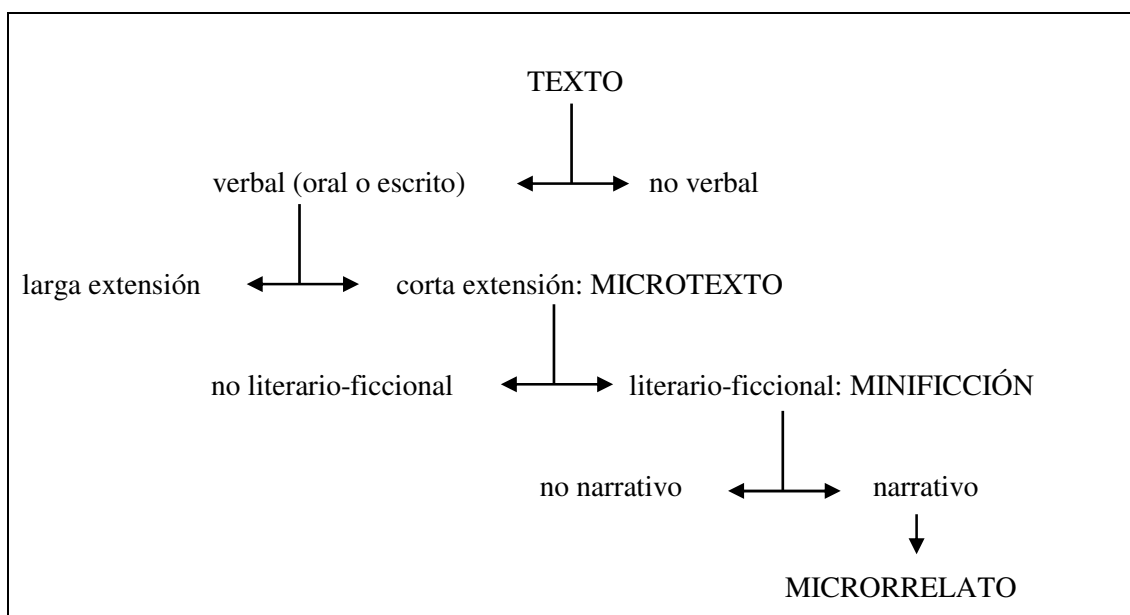 TEXTO
verbal (oral o escrito) no verbal
larga extensión corta extensión: MICROTEXTO
no literario-ficcional literario-ficcional: MINIFICCIÓN
no narrativo narrativo
MICRORRELATO